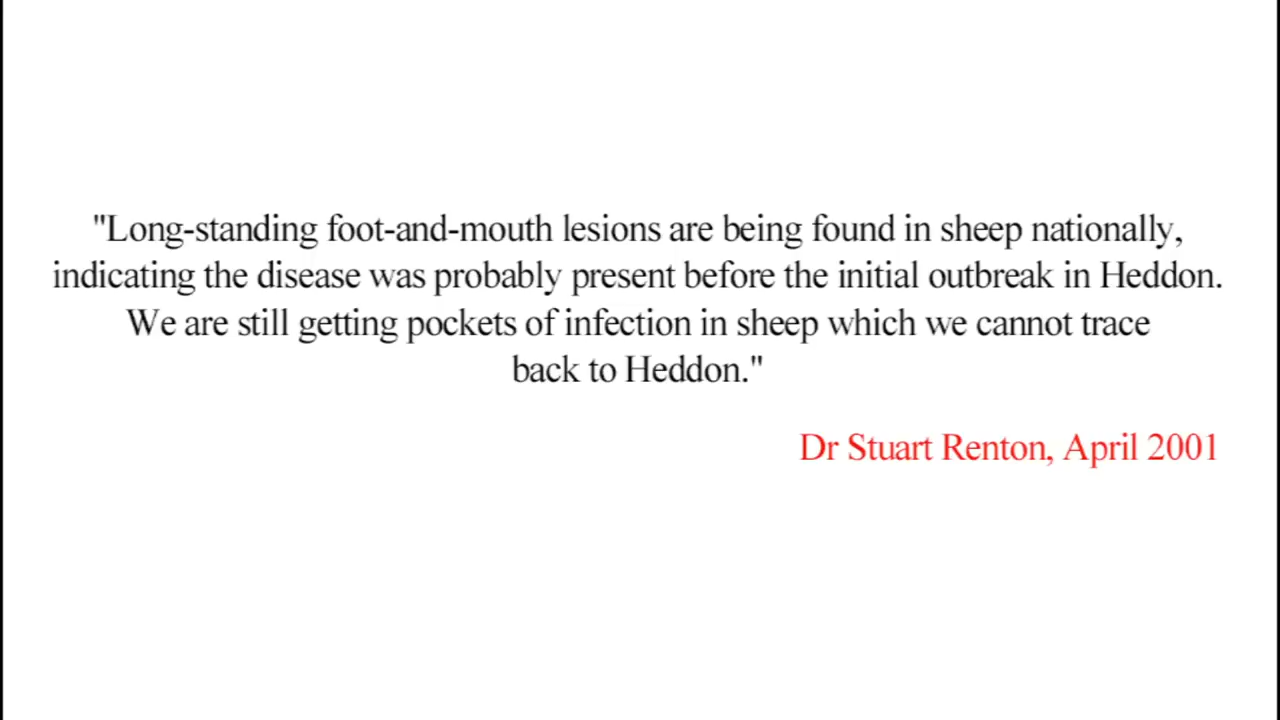 "Long-standing foot-and-mouth lesions are being found in sheep nationally,
indicating the disease was probably present before the initial outbreak in Heddon.
We are still getting pockets of infection in sheep which we cannot trace
back to Heddon."
Dr Stuart Renton, April 2001